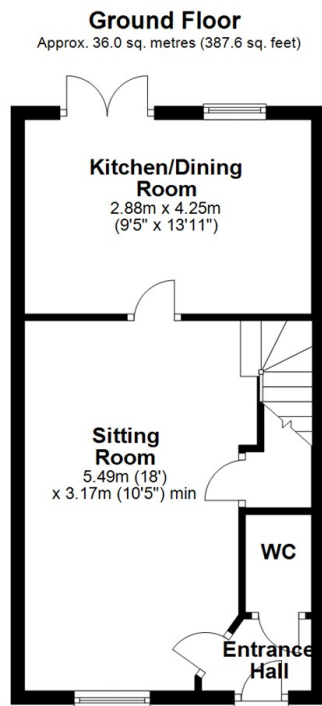 Ground Floor
Approx. 36.0 sq. metres (387.6 sq. feet)
Kitchen/Dining
Room
2.88m x 4.25m
(9'5" x 13'11")
Sitting
Room
5.49m (18')
x 3.17m (10'5") min
WC
Entrance
Hall